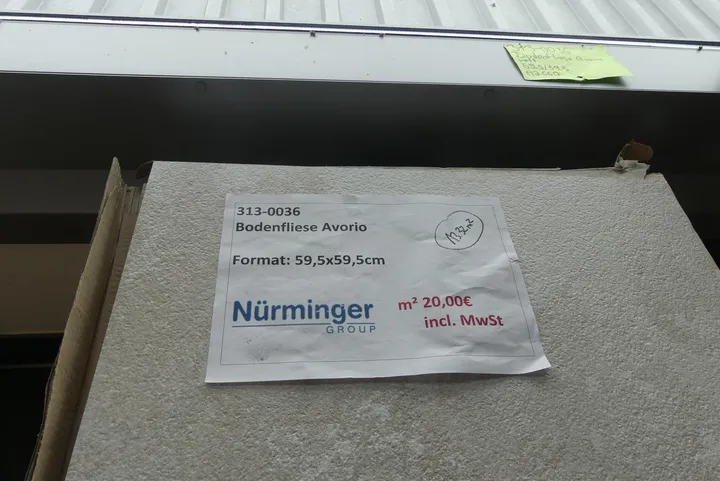 313-0036
Bodenfliese Avorio
Format: 59,5x59,5cm
Nürminger
GROUP
m² 20,00€
incl. MwSt